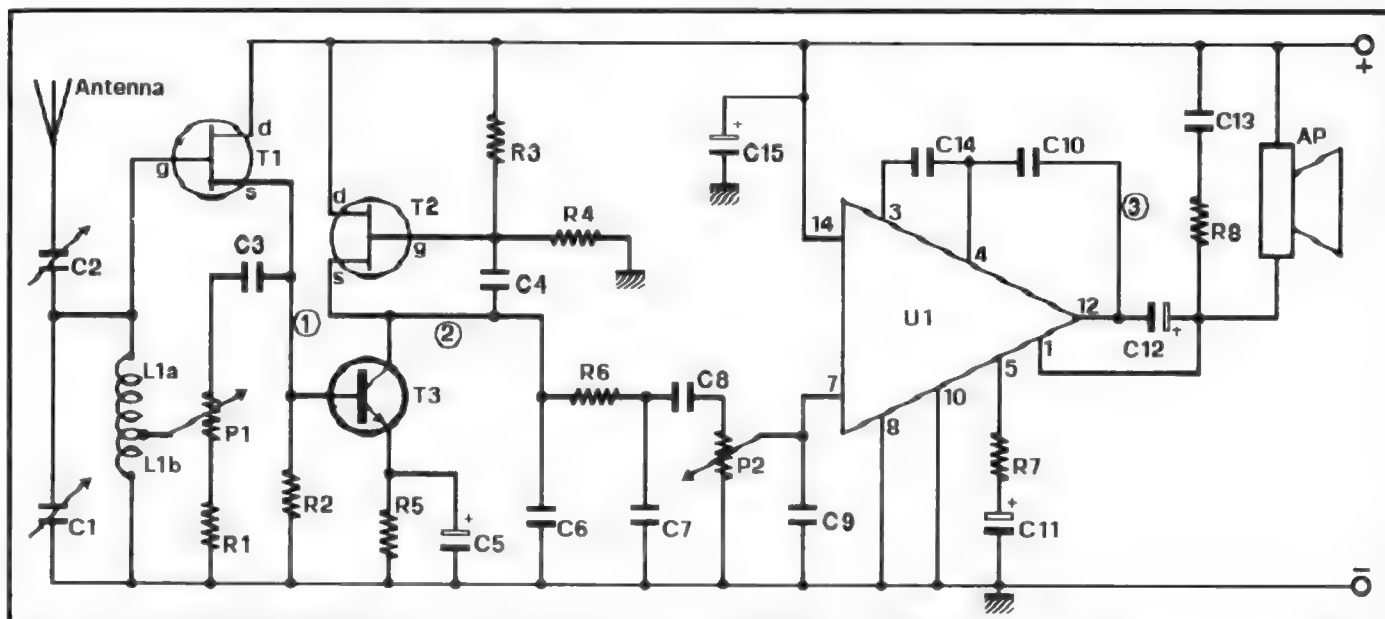 Antenna
+
d
T1
g
s
C2
C3
1
L1a
L1b
P1
C1
R1
R2
d
T2
g
s
R3
R4
C4
2
T3
R5
+
C5
C6
R6
C7
C8
P2
C9
+
C15
14
7
U1
3
C14
4
C10
3
12
1
5
10
8
C12
+
R7
+
C11
C13
R8
AP
-